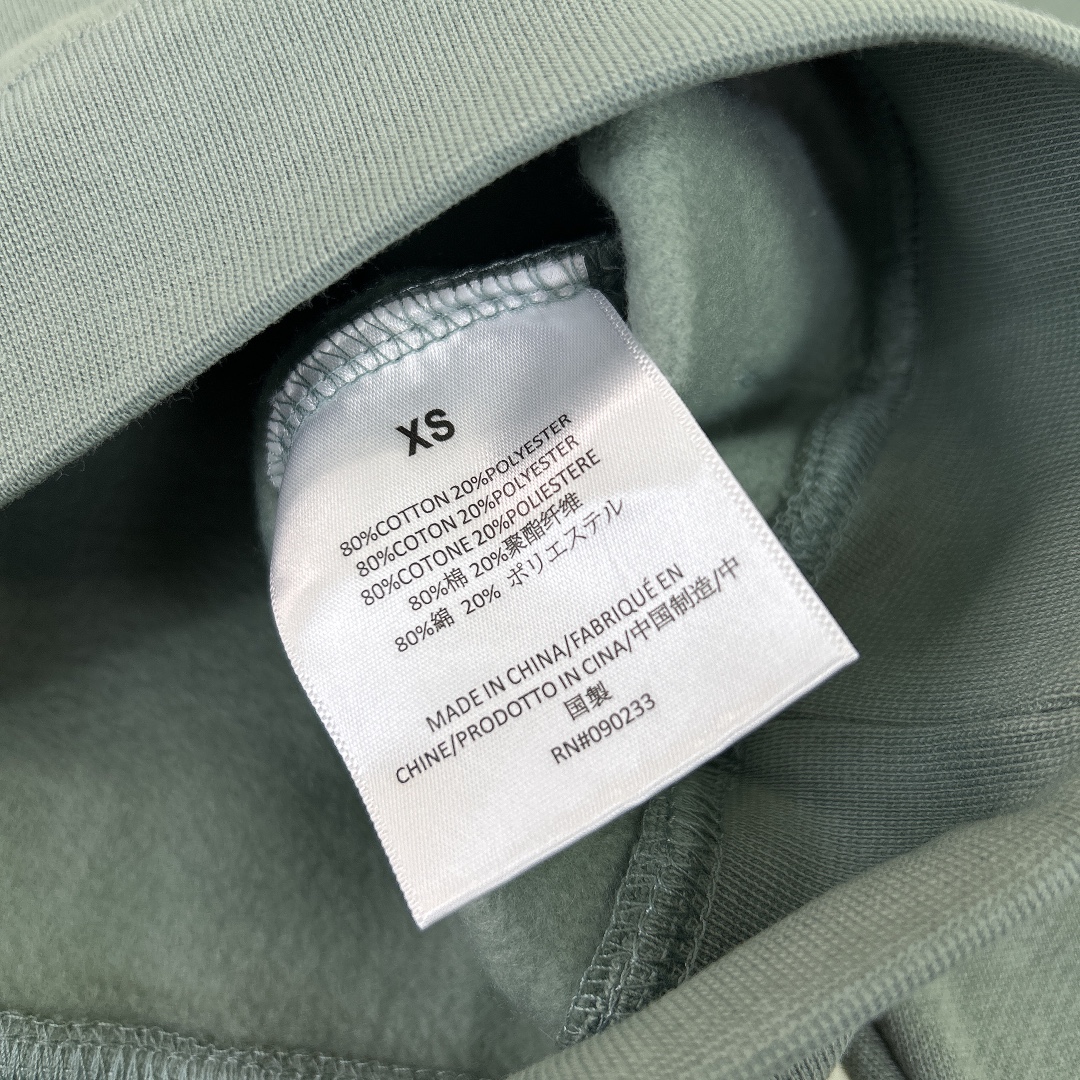 XS
80%COTTON 20%POLYESTER
80%COTON 20%POLYESTER
80%COTONE 20%POLIESTERE
80%棉 20%聚酯纤维
80%綿 20% ポリエステル
MADE IN CHINA/FABRIQUÉ EN
CHINE/PRODOTTO IN CINA/中国制造/中
国製
RN#090233